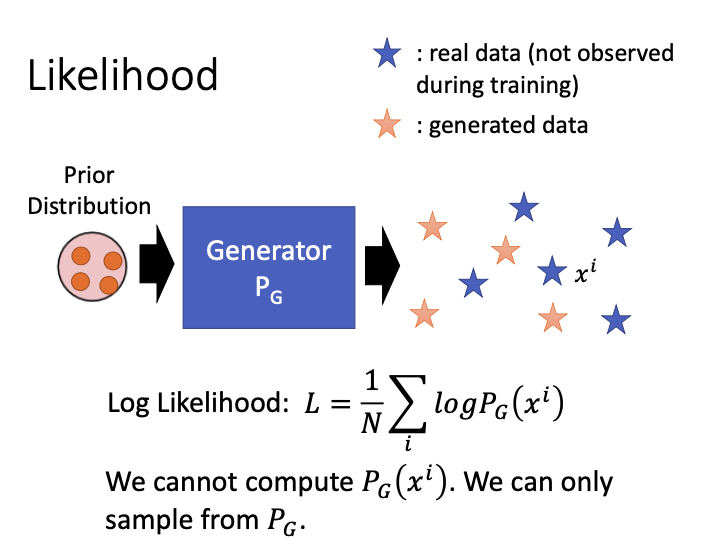 Likelihood
: real data (not observed
during training)
: generated data
Prior
Distribution
Generator
P_G
x^i
Log Likelihood: L = \frac{1}{N} \sum_i logP_G(x^i)
We cannot compute P_G(x^i). We can only
sample from P_G.